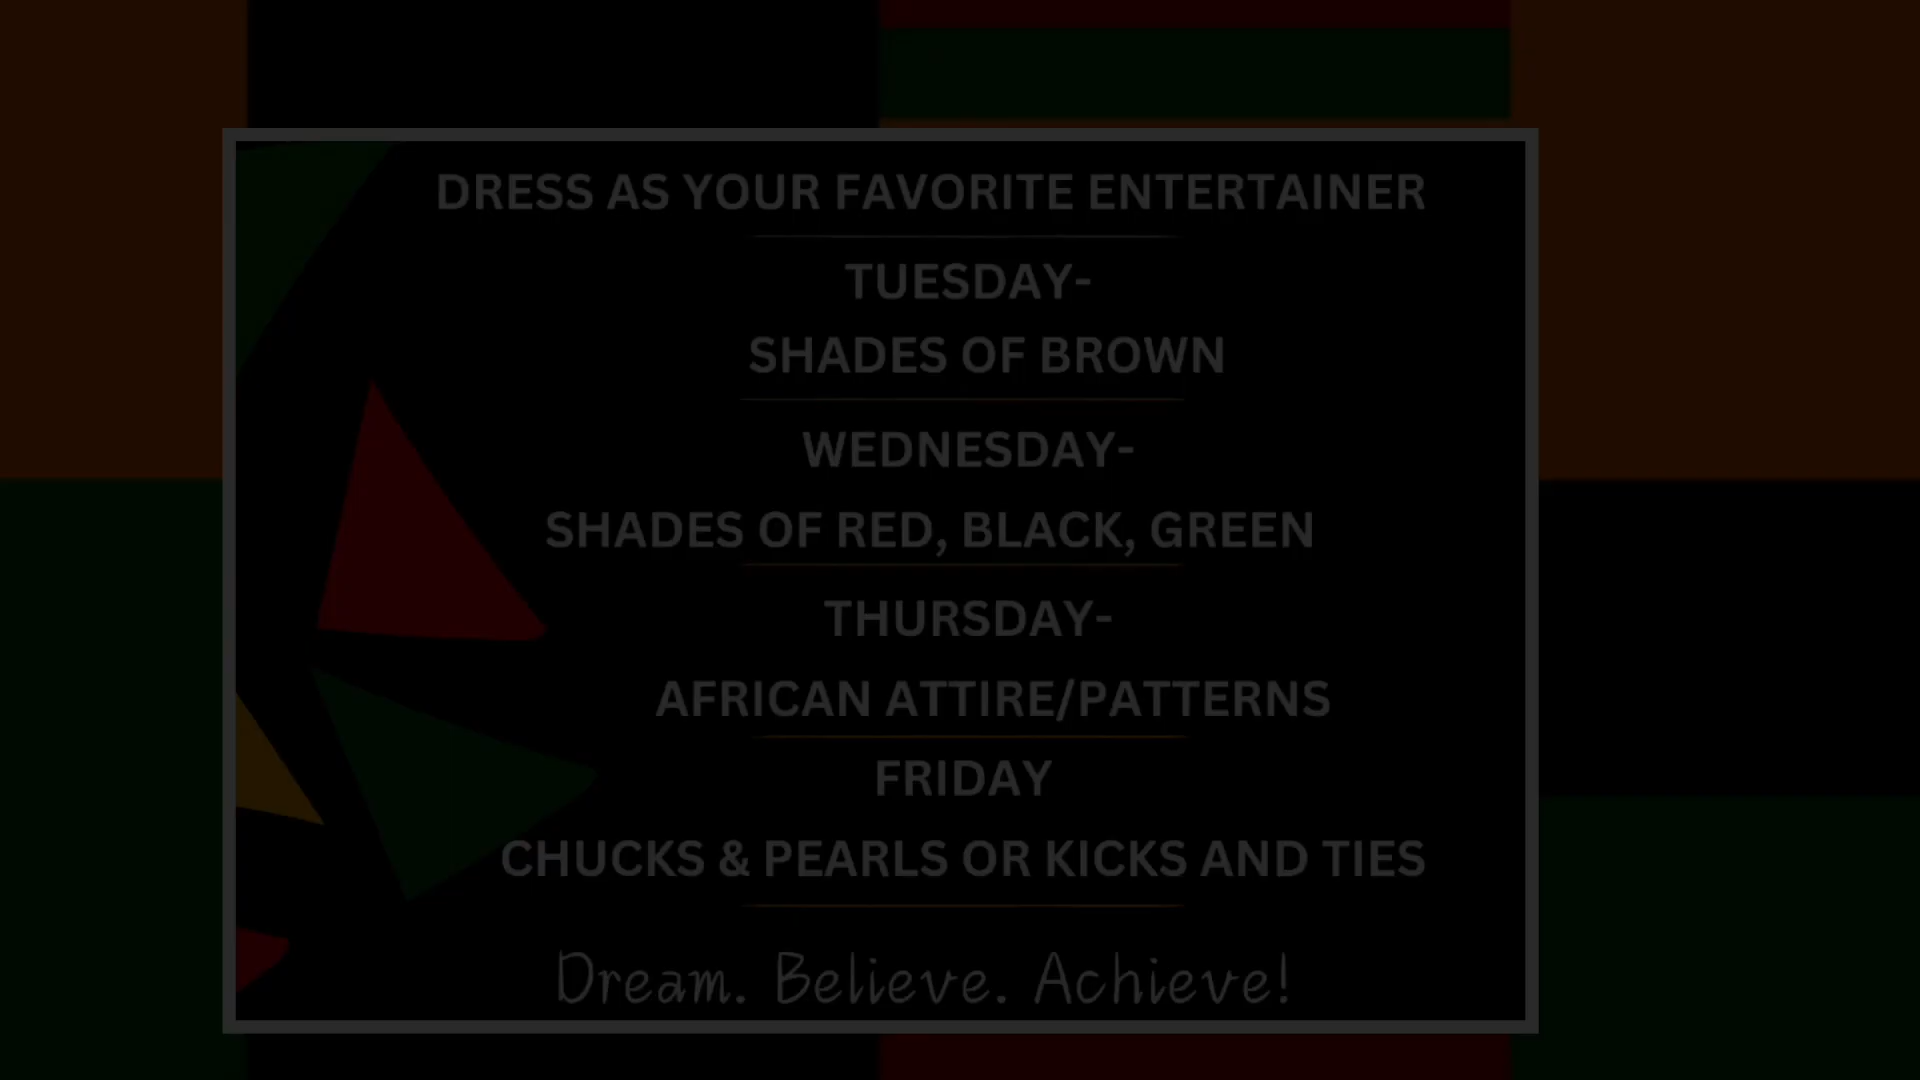 DRESS AS YOUR FAVORITE ENTERTAINER
TUESDAY-
SHADES OF BROWN
WEDNESDAY-
SHADES OF RED, BLACK, GREEN
THURSDAY-
AFRICAN ATTIRE/PATTERNS
FRIDAY
CHUCKS & PEARLS OR KICKS AND TIES
Dream. Believe. Achieve!